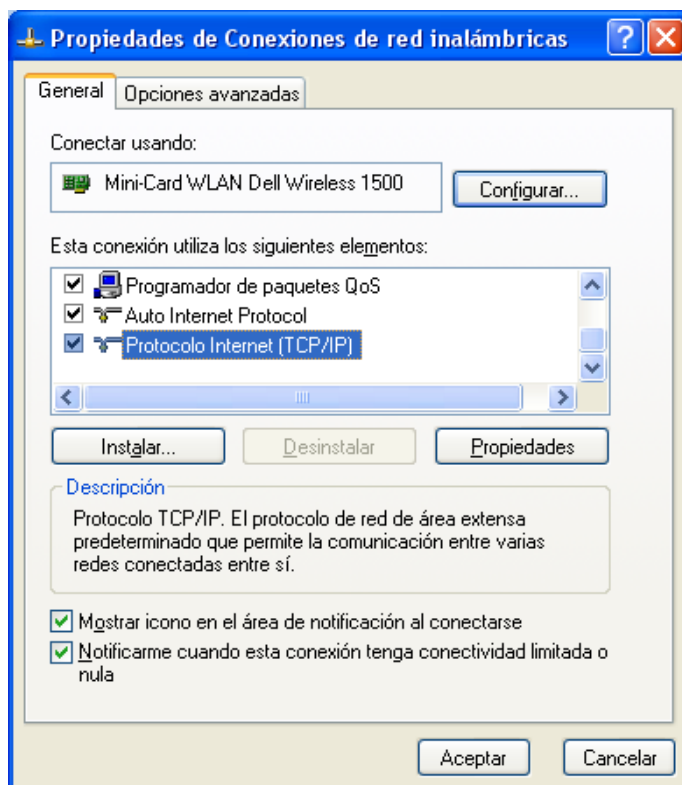 Propiedades de Conexiones de red inalámbricas
General
Opciones avanzadas
Conectar usando:
Mini-Card WLAN Dell Wireless 1500
Configurar...
Esta conexión utiliza los siguientes elementos:
Programador de paquetes QoS
Auto Internet Protocol
Protocolo Internet (TCP/IP)
Instalar...
Desinstalar
Propiedades
Descripción
Protocolo TCP/IP. El protocolo de red de área extensa
predeterminado que permite la comunicación entre varias
redes conectadas entre sí.
Mostrar icono en el área de notificación al conectarse
Notificarme cuando esta conexión tenga conectividad limitada o
nula
Aceptar
Cancelar